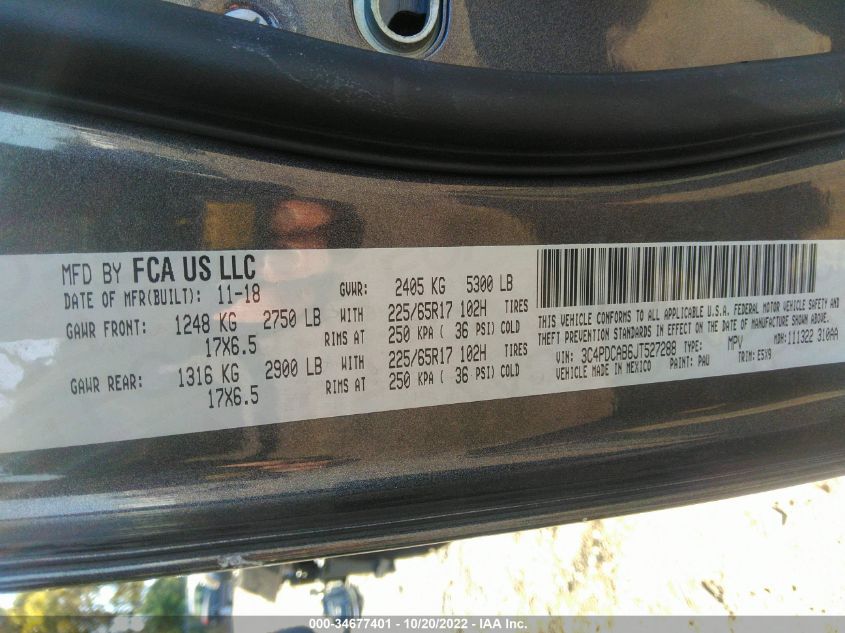 MFD BY FCA US LLC
DATE OF MFR(BUILT): 11-18 GVWR: 2405 KG 5300 LB
GAWR FRONT: 1248 KG 2750 LB WITH 225/65R17 102H TIRES
17X6.5 RIMS AT 250 KPA ( 36 PSI) COLD
GAWR REAR: 1316 KG 2900 LB WITH 225/65R17 102H TIRES
17X6.5 RIMS AT 250 KPA ( 36 PSI) COLD
THIS VEHICLE CONFORMS TO ALL APPLICABLE U.S.A. FEDERAL MOTOR VEHICLE SAFETY AND
THEFT PREVENTION STANDARDS IN EFFECT ON THE DATE OF MANUFACTURE SHOWN ABOVE.
VIN: 3C4PDCAB6JT527288 TYPE: MPV MDH:111322 310AA
VEHICLE MADE IN MEXICO PAINT: PAU TRIM: E5X9
000-34677401 - 10/20/2022 - IAA Inc.